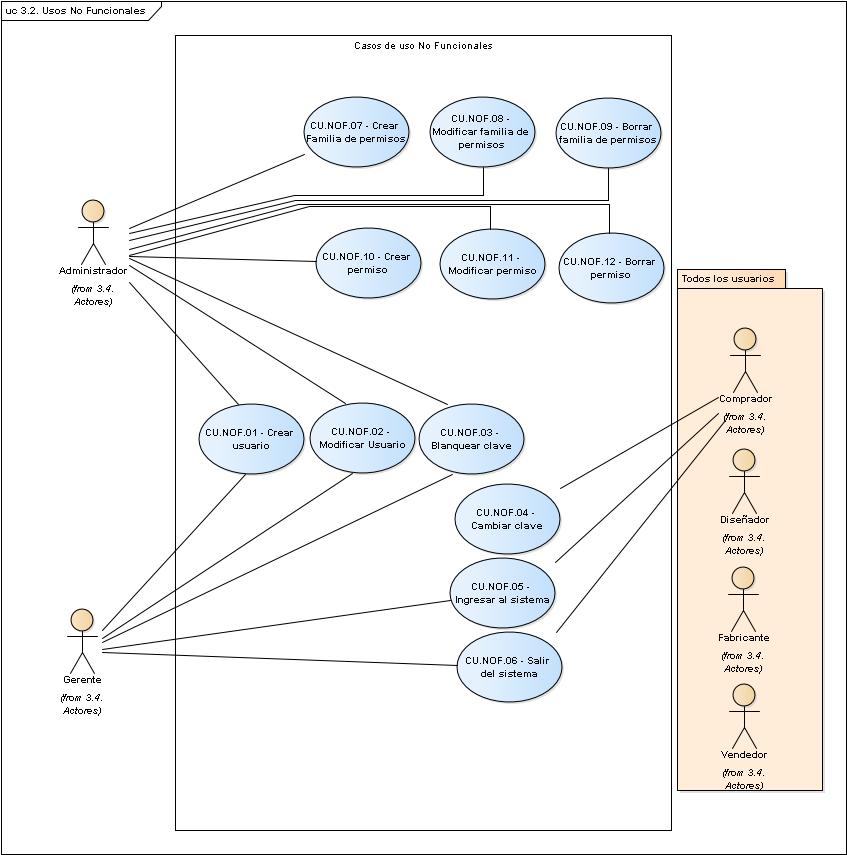 uc 3.2. Usos No Funcionales
Casos de uso No Funcionales
CU.NOF.07 - Crear
Familia de permisos
CU.NOF.08 -
Modificar familia de
permisos
CU.NOF.09 - Borrar
familia de permisos
Administrador
(from 3.4.
Actores)
CU.NOF.10 - Crear
permiso
CU.NOF.11 -
Modificar permiso
CU.NOF.12 - Borrar
permiso
Todos los usuarios
Comprador
(from 3.4.
Actores)
CU.NOF.01 - Crear
usuario
CU.NOF.02 -
Modificar Usuario
CU.NOF.03 -
Blanquear clave
CU.NOF.04 -
Cambiar clave
Diseñador
(from 3.4.
Actores)
CU.NOF.05 -
Ingresar al sistema
Fabricante
(from 3.4.
Actores)
CU.NOF.06 - Salir
del sistema
Gerente
(from 3.4.
Actores)
Vendedor
(from 3.4.
Actores)